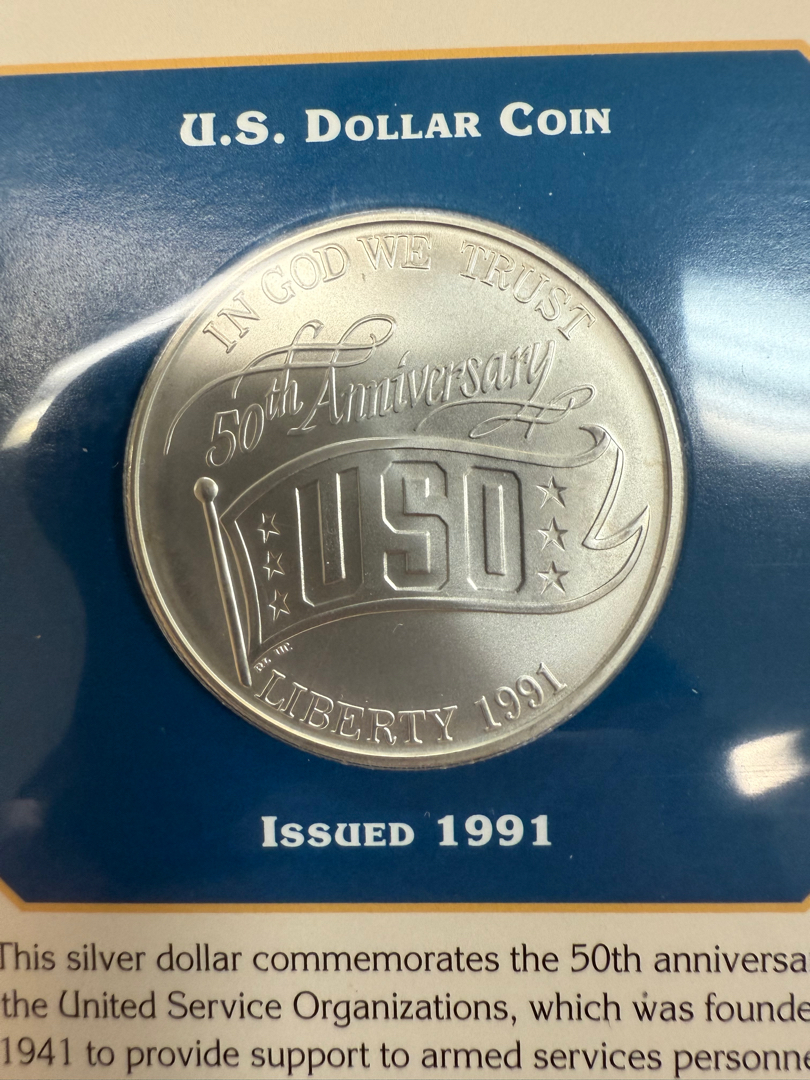 U.S. DOLLAR COIN
IN GOD WE TRUST
50th Anniversary
USO
LIBERTY 1991
ISSUED 1991
This silver dollar commemorates the 50th anniversa
the United Service Organizations, which was founde
1941 to provide support to armed services personne